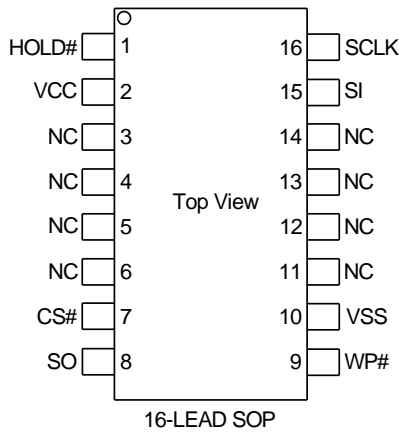 HOLD# 1 16 SCLK
VCC 2 15 SI
NC 3 14 NC
NC 4 13 NC
Top View
NC 5 12 NC
NC 6 11 NC
CS# 7 10 VSS
SO 8 9 WP#
16-LEAD SOP